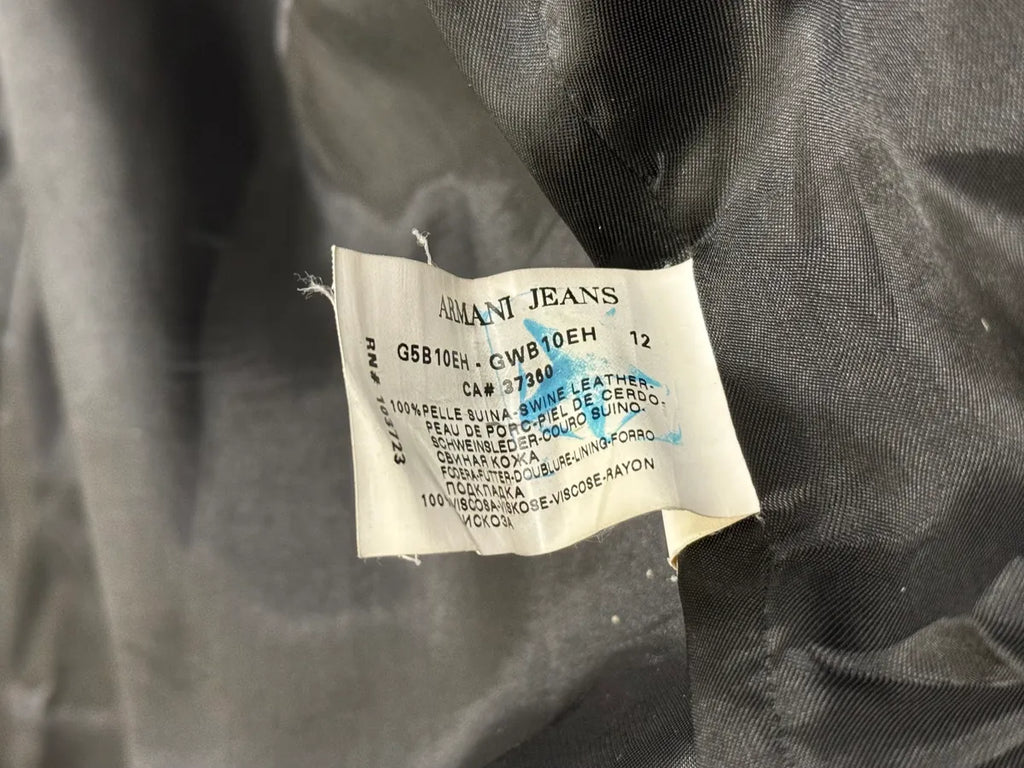 ARMANI JEANS
G5B10EH - GWB10EH 12
CA# 37360
100%PELLE SUINA-SWINE LEATHER-
PEAU DE PORC-PIEL DE CERDO-
SCHWEINSLEDER-COURO SUINO-
СВИНАЯ КОЖА
FODERA-FUTTER-DOUBLURE-LINING-FORRO
ПОДКЛАДКА
100%VISCOSA-VISKOSE-VISCOSE-RAYON
ИСКОЗА
RN# 103723